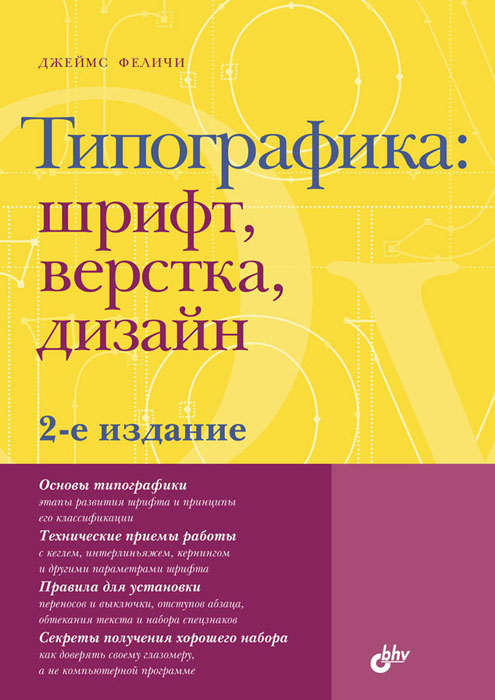 ДЖЕЙМС ФЕЛИЧИ
Типографика:
шрифт,
верстка,
дизайн
2-е издание
Основы типографики
этапы развития шрифта и принципы
его классификации
Технические приемы работы
с кеглем, интерлиньяжем, кернингом
и другими параметрами шрифта
Правила для установки
переносов и выключки, отступов абзаца,
обтекания текста и набора спецзнаков
Секреты получения хорошего набора
как доверять своему глазомеру,
а не компьютерной программе
bhv